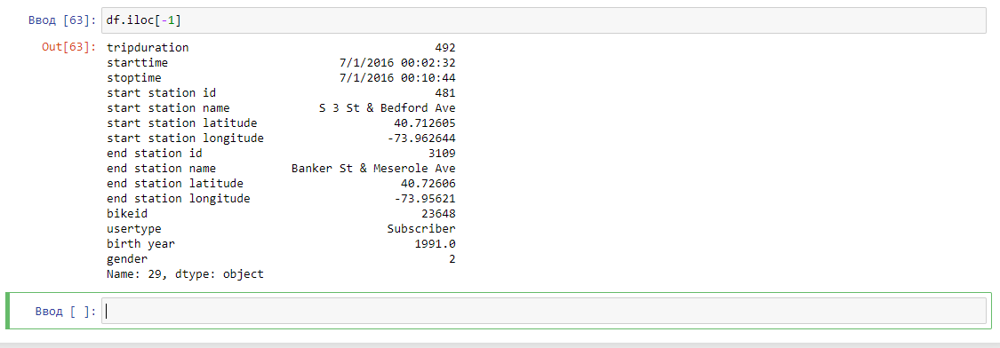 Ввод [63]: df.iloc[-1]
Out[63]: tripduration 492
starttime 7/1/2016 00:02:32
stoptime 7/1/2016 00:10:44
start station id 481
start station name S 3 St & Bedford Ave
start station latitude 40.712605
start station longitude -73.962644
end station id 3109
end station name Banker St & Meserole Ave
end station latitude 40.72606
end station longitude -73.95621
bikeid 23648
usertype Subscriber
birth year 1991.0
gender 2
Name: 29, dtype: object
Ввод [ ]: